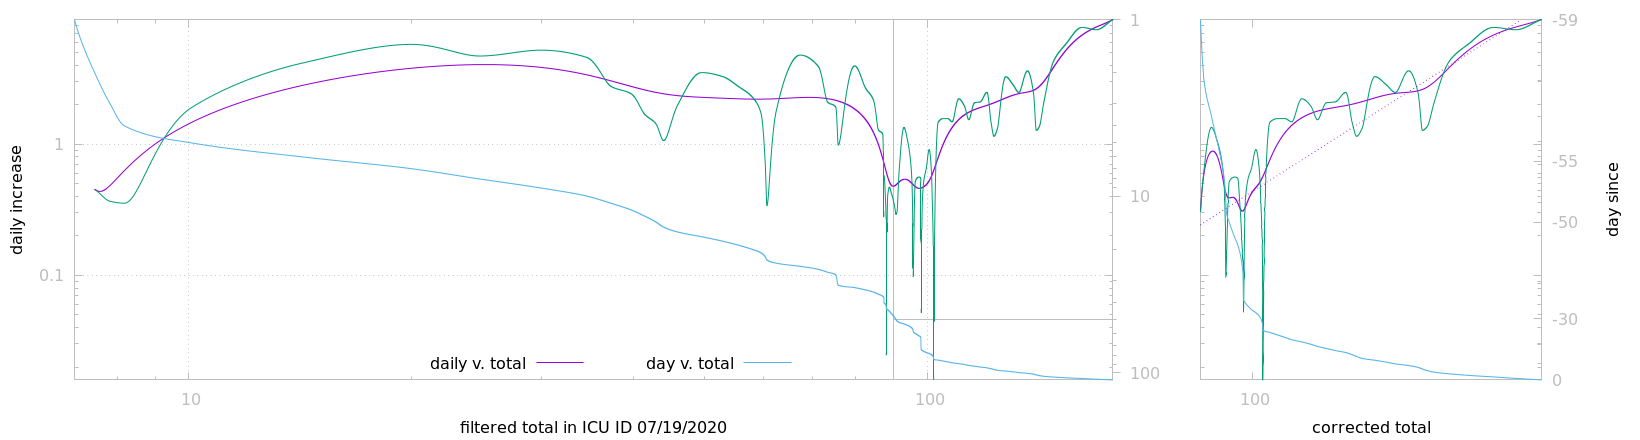 daily increase
1
0.1
10
100
daily v. total
day v. total
1
10
100
filtered total in ICU ID 07/19/2020
-59
-55
-50
-30
0
day since
100
corrected total